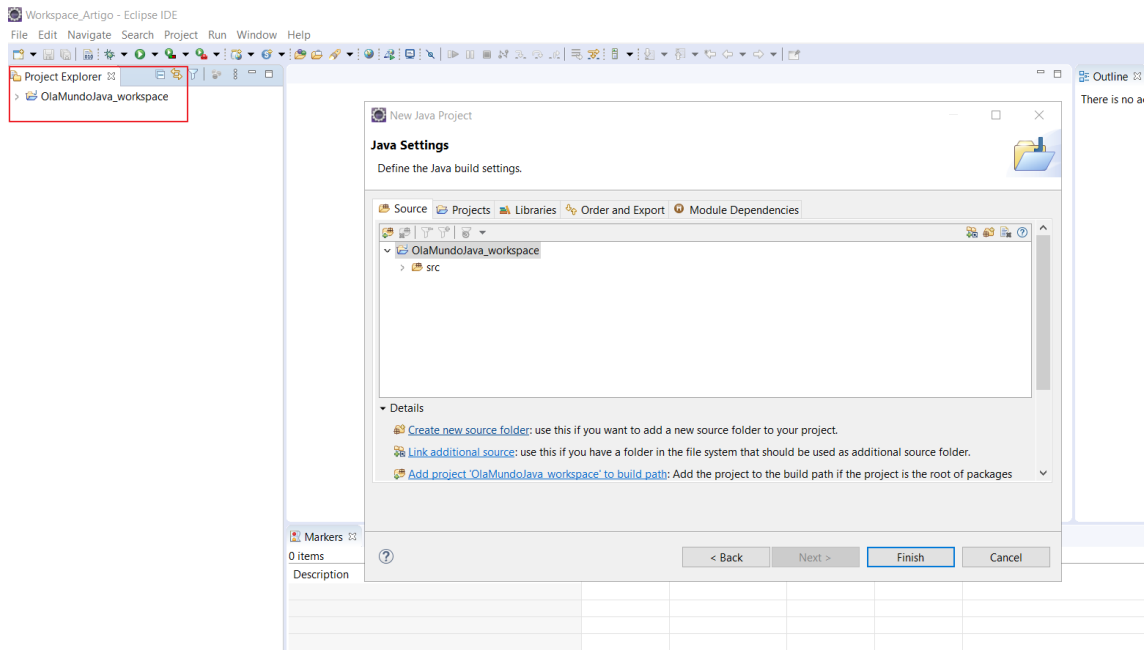 Workspace_Artigo - Eclipse IDE
File Edit Navigate Search Project Run Window Help
Project Explorer
OlaMundoJava_workspace
Outline
There is no a
New Java Project
Java Settings
Define the Java build settings.
Source Projects Libraries Order and Export Module Dependencies
OlaMundoJava_workspace
src
Details
Create new source folder: use this if you want to add a new source folder to your project.
Link additional source: use this if you have a folder in the file system that should be used as additional source folder.
Add project 'OlaMundoJava_workspace' to build path: Add the project to the build path if the project is the root of packages
< Back Next > Finish Cancel
Markers
0 items
Description